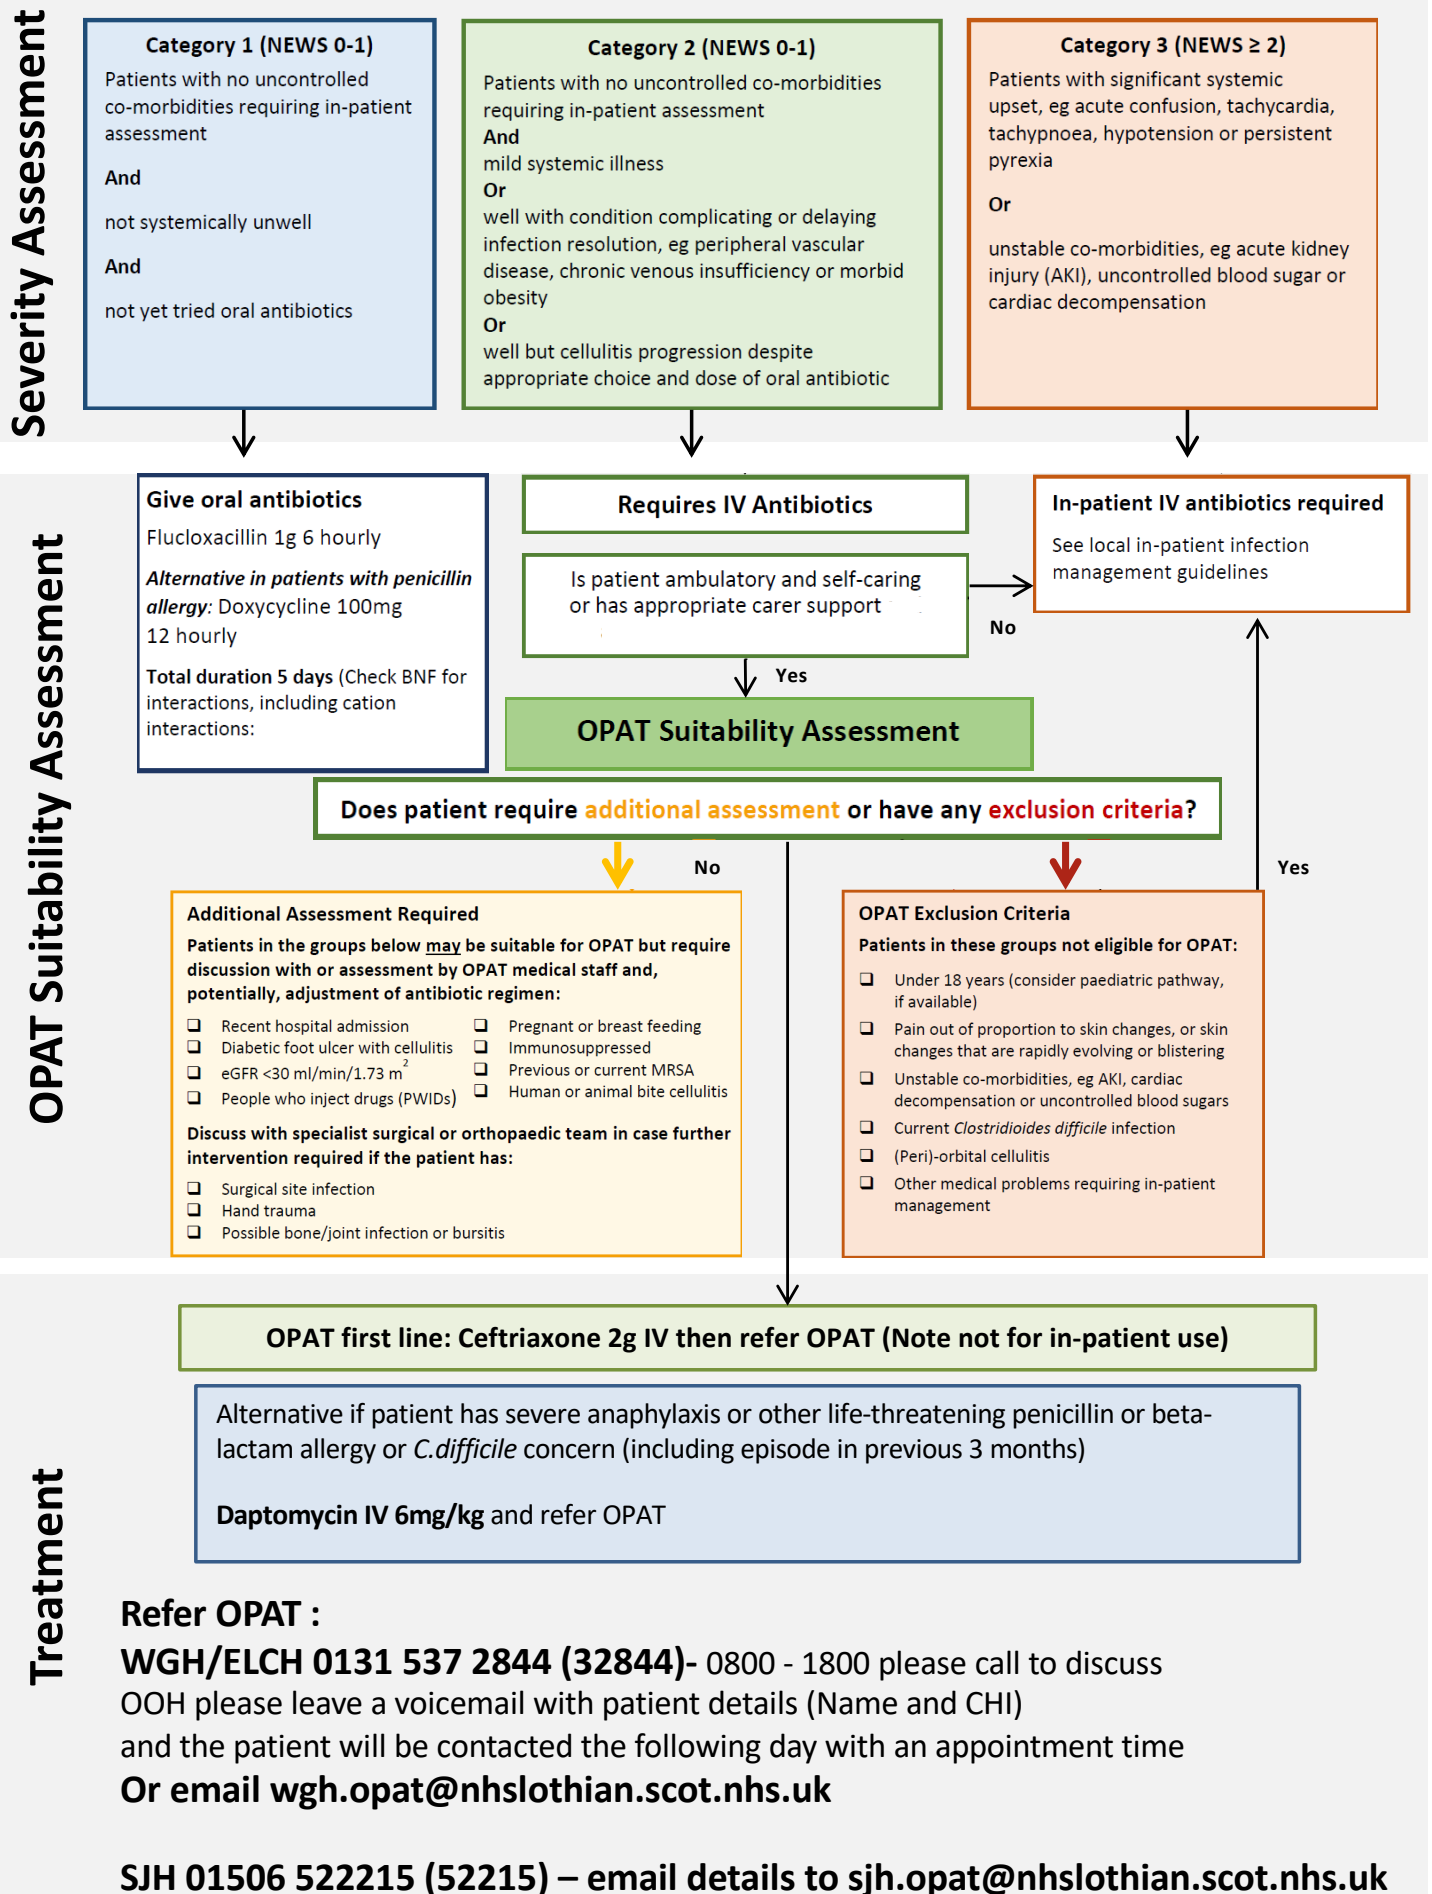 Severity Assessment
Category 1 (NEWS 0-1)
Patients with no uncontrolled
co-morbidities requiring in-patient
assessment
And
not systemically unwell
And
not yet tried oral antibiotics
Category 2 (NEWS 0-1)
Patients with no uncontrolled co-morbidities
requiring in-patient assessment
And
mild systemic illness
Or
well with condition complicating or delaying
infection resolution, eg peripheral vascular
disease, chronic venous insufficiency or morbid
obesity
Or
well but cellulitis progression despite
appropriate choice and dose of oral antibiotic
Category 3 (NEWS ≥ 2)
Patients with significant systemic
upset, eg acute confusion, tachycardia,
tachypnoea, hypotension or persistent
pyrexia
Or
unstable co-morbidities, eg acute kidney
injury (AKI), uncontrolled blood sugar or
cardiac decompensation
OPAT Suitability Assessment
Give oral antibiotics
Flucloxacillin 1g 6 hourly
Alternative in patients with penicillin
allergy: Doxycycline 100mg
12 hourly
Total duration 5 days (Check BNF for
interactions, including cation
interactions:
Requires IV Antibiotics
Is patient ambulatory and self-caring
or has appropriate carer support
No
Yes
In-patient IV antibiotics required
See local in-patient infection
management guidelines
OPAT Suitability Assessment
Does patient require additional assessment or have any exclusion criteria?
No
Yes
Additional Assessment Required
Patients in the groups below may be suitable for OPAT but require
discussion with or assessment by OPAT medical staff and,
potentially, adjustment of antibiotic regimen:
❑ Recent hospital admission
❑ Diabetic foot ulcer with cellulitis
❑ eGFR <30 ml/min/1.73 m²
❑ People who inject drugs (PWIDs)
❑ Pregnant or breast feeding
❑ Immunosuppressed
❑ Previous or current MRSA
❑ Human or animal bite cellulitis
Discuss with specialist surgical or orthopaedic team in case further
intervention required if the patient has:
❑ Surgical site infection
❑ Hand trauma
❑ Possible bone/joint infection or bursitis
OPAT Exclusion Criteria
Patients in these groups not eligible for OPAT:
❑ Under 18 years (consider paediatric pathway,
if available)
❑ Pain out of proportion to skin changes, or skin
changes that are rapidly evolving or blistering
❑ Unstable co-morbidities, eg AKI, cardiac
decompensation or uncontrolled blood sugars
❑ Current Clostridioides difficile infection
❑ (Peri)-orbital cellulitis
❑ Other medical problems requiring in-patient
management
Treatment
OPAT first line: Ceftriaxone 2g IV then refer OPAT (Note not for in-patient use)
Alternative if patient has severe anaphylaxis or other life-threatening penicillin or beta-
lactam allergy or C.difficile concern (including episode in previous 3 months)
Daptomycin IV 6mg/kg and refer OPAT
Refer OPAT :
WGH/ELCH 0131 537 2844 (32844)- 0800 - 1800 please call to discuss
OOH please leave a voicemail with patient details (Name and CHI)
and the patient will be contacted the following day with an appointment time
Or email wgh.opat@nhslothian.scot.nhs.uk
SJH 01506 522215 (52215) – email details to sjh.opat@nhslothian.scot.nhs.uk